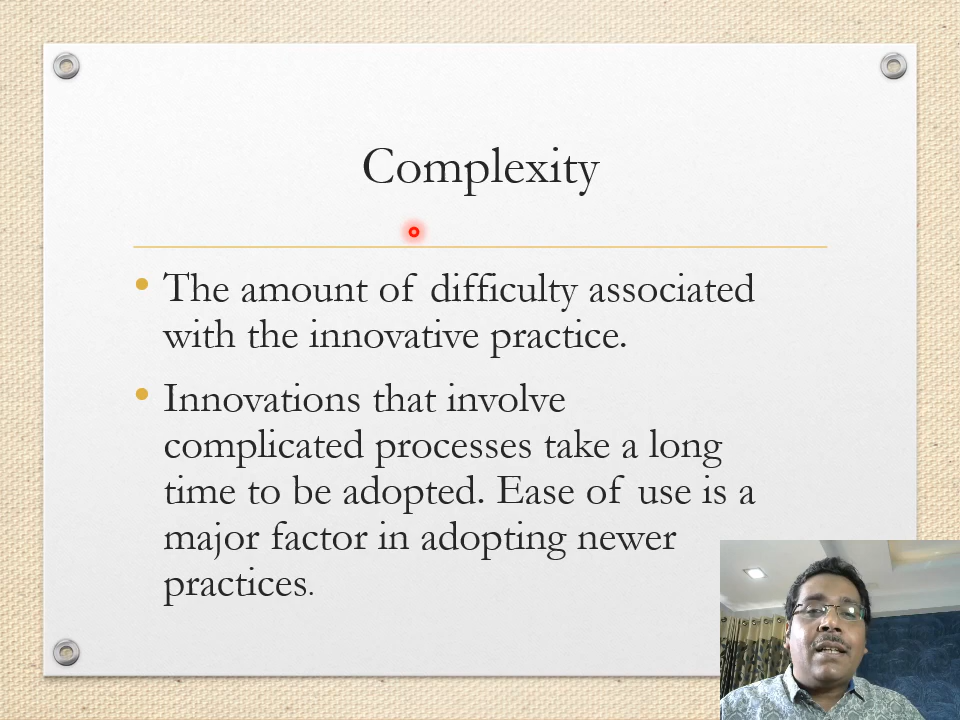 Complexity
• The amount of difficulty associated
with the innovative practice.
• Innovations that involve
complicated processes take a long
time to be adopted. Ease of use is a
major factor in adopting newer
practices.